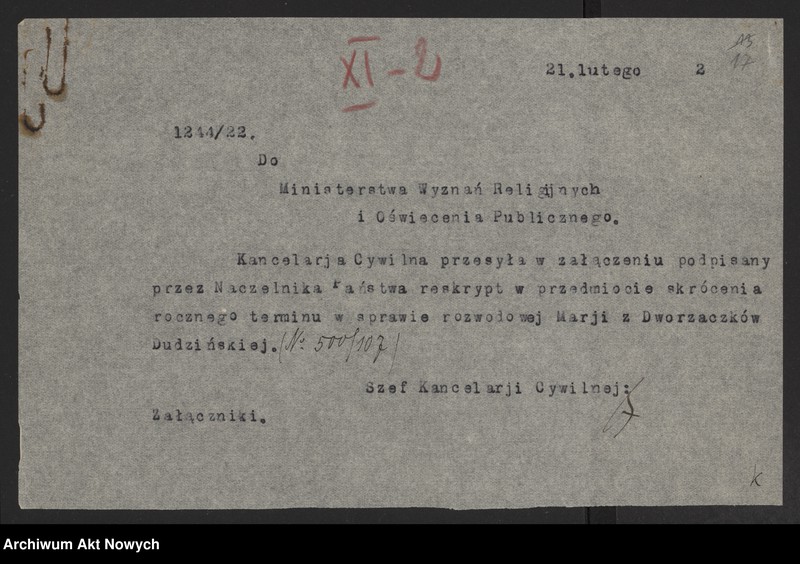 XI-2
21.lutego 2
17
1244/22.
Do
Ministerstwa Wyznań Religijnych
i Oświecenia Publicznego.
Kancelarja Cywilna przesyła w załączeniu podpisany
przez Naczelnika Państwa reskrypt w przedmiocie skrócenia
rocznego terminu w sprawie rozwodowej Marji z Dworzaczków
Dudzińskiej. (№ 500/107)
Szef Kancelarji Cywilnej:
Załączniki.
K
Archiwum Akt Nowych